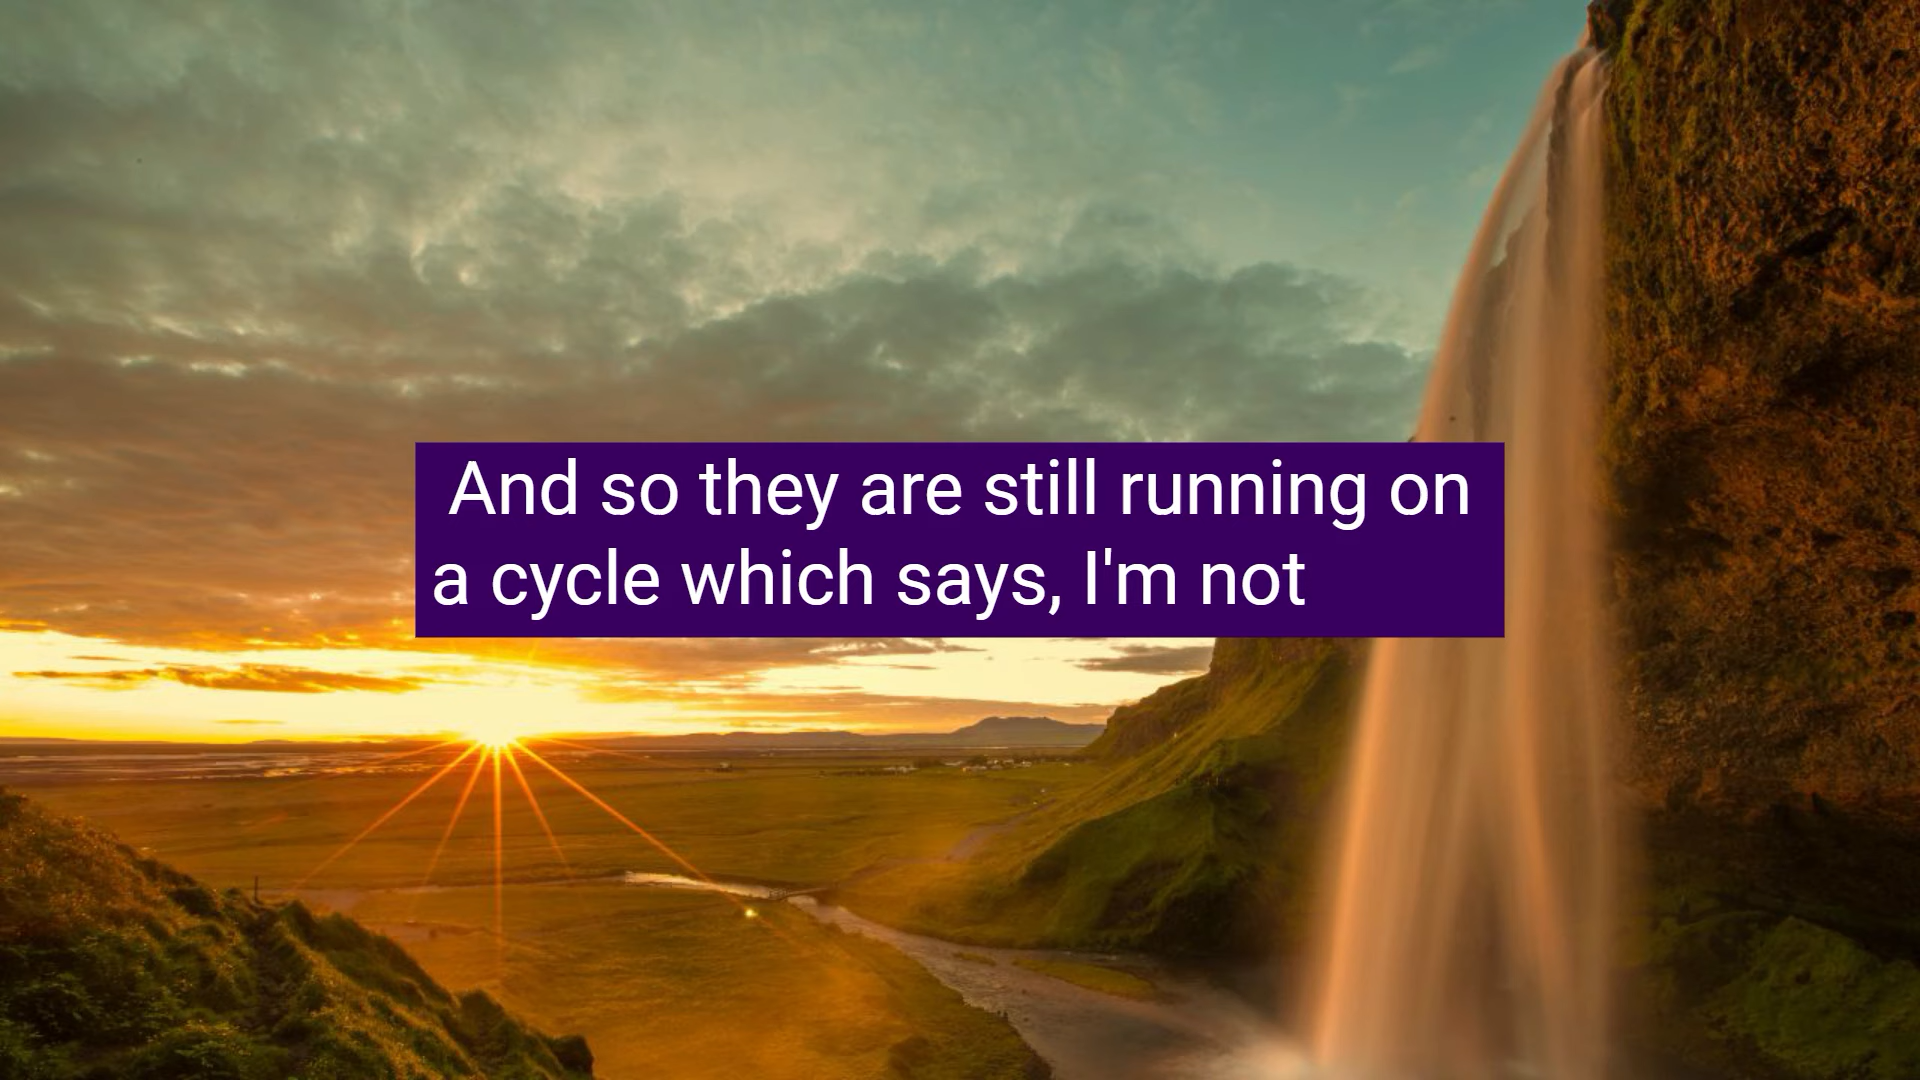 And so they are still running on
a cycle which says, I'm not